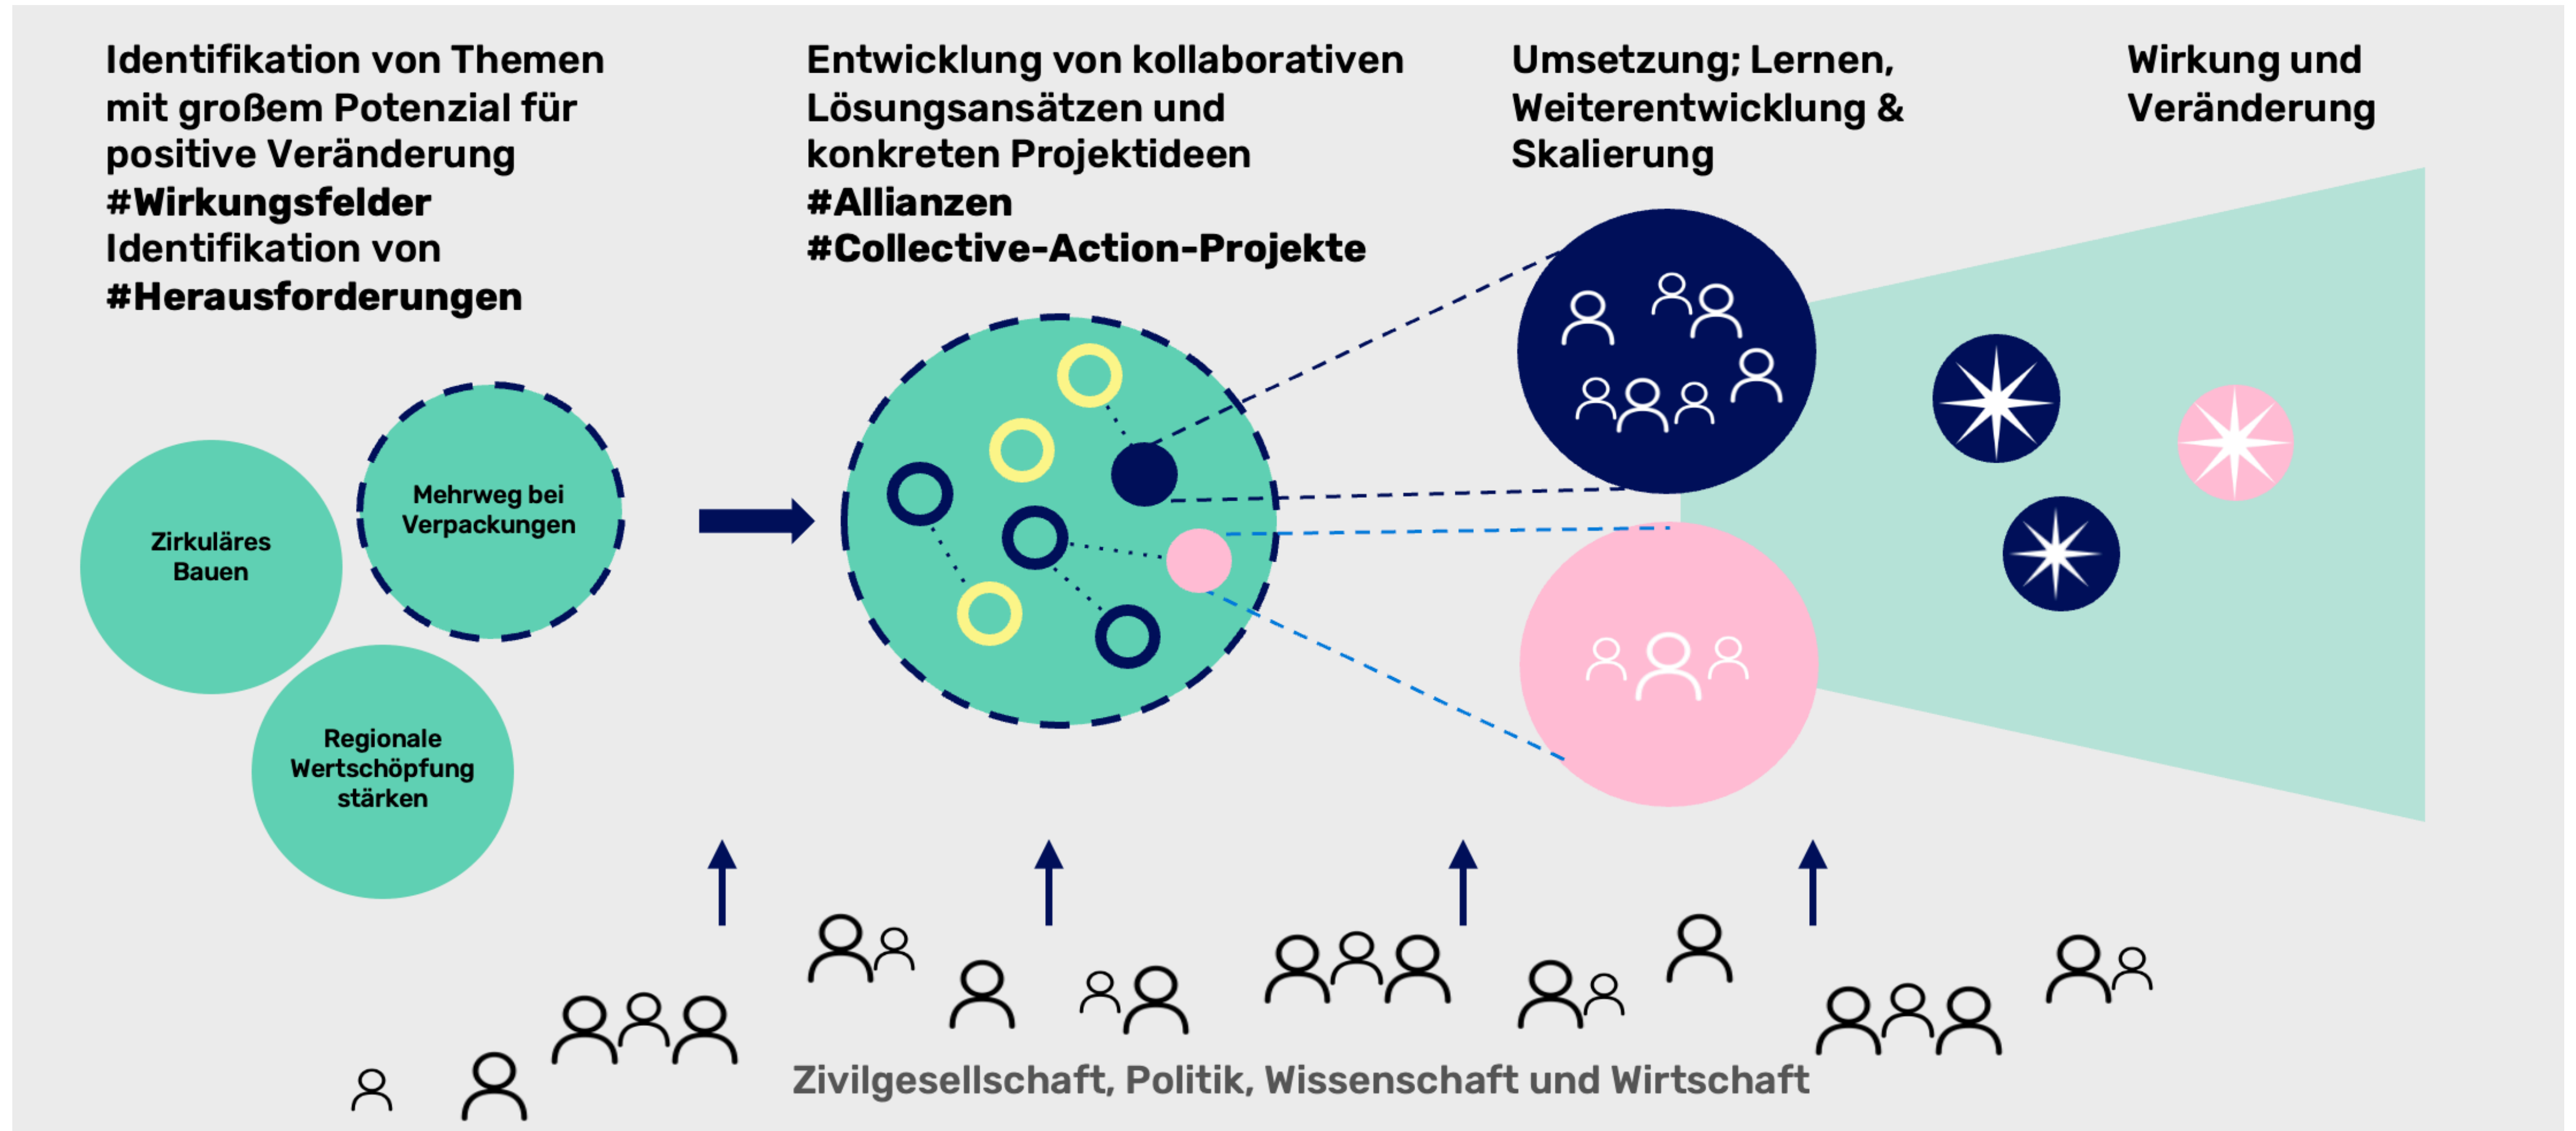 Identifikation von Themen
mit großem Potenzial für
positive Veränderung
#Wirkungsfelder
Identifikation von
#Herausforderungen
Entwicklung von kollaborativen
Lösungsansätzen und
konkreten Projektideen
#Allianzen
#Collective-Action-Projekte
Umsetzung; Lernen,
Weiterentwicklung &
Skalierung
Wirkung und
Veränderung
Zirkuläres
Bauen
Mehrweg bei
Verpackungen
Regionale
Wertschöpfung
stärken
Zivilgesellschaft, Politik, Wissenschaft und Wirtschaft